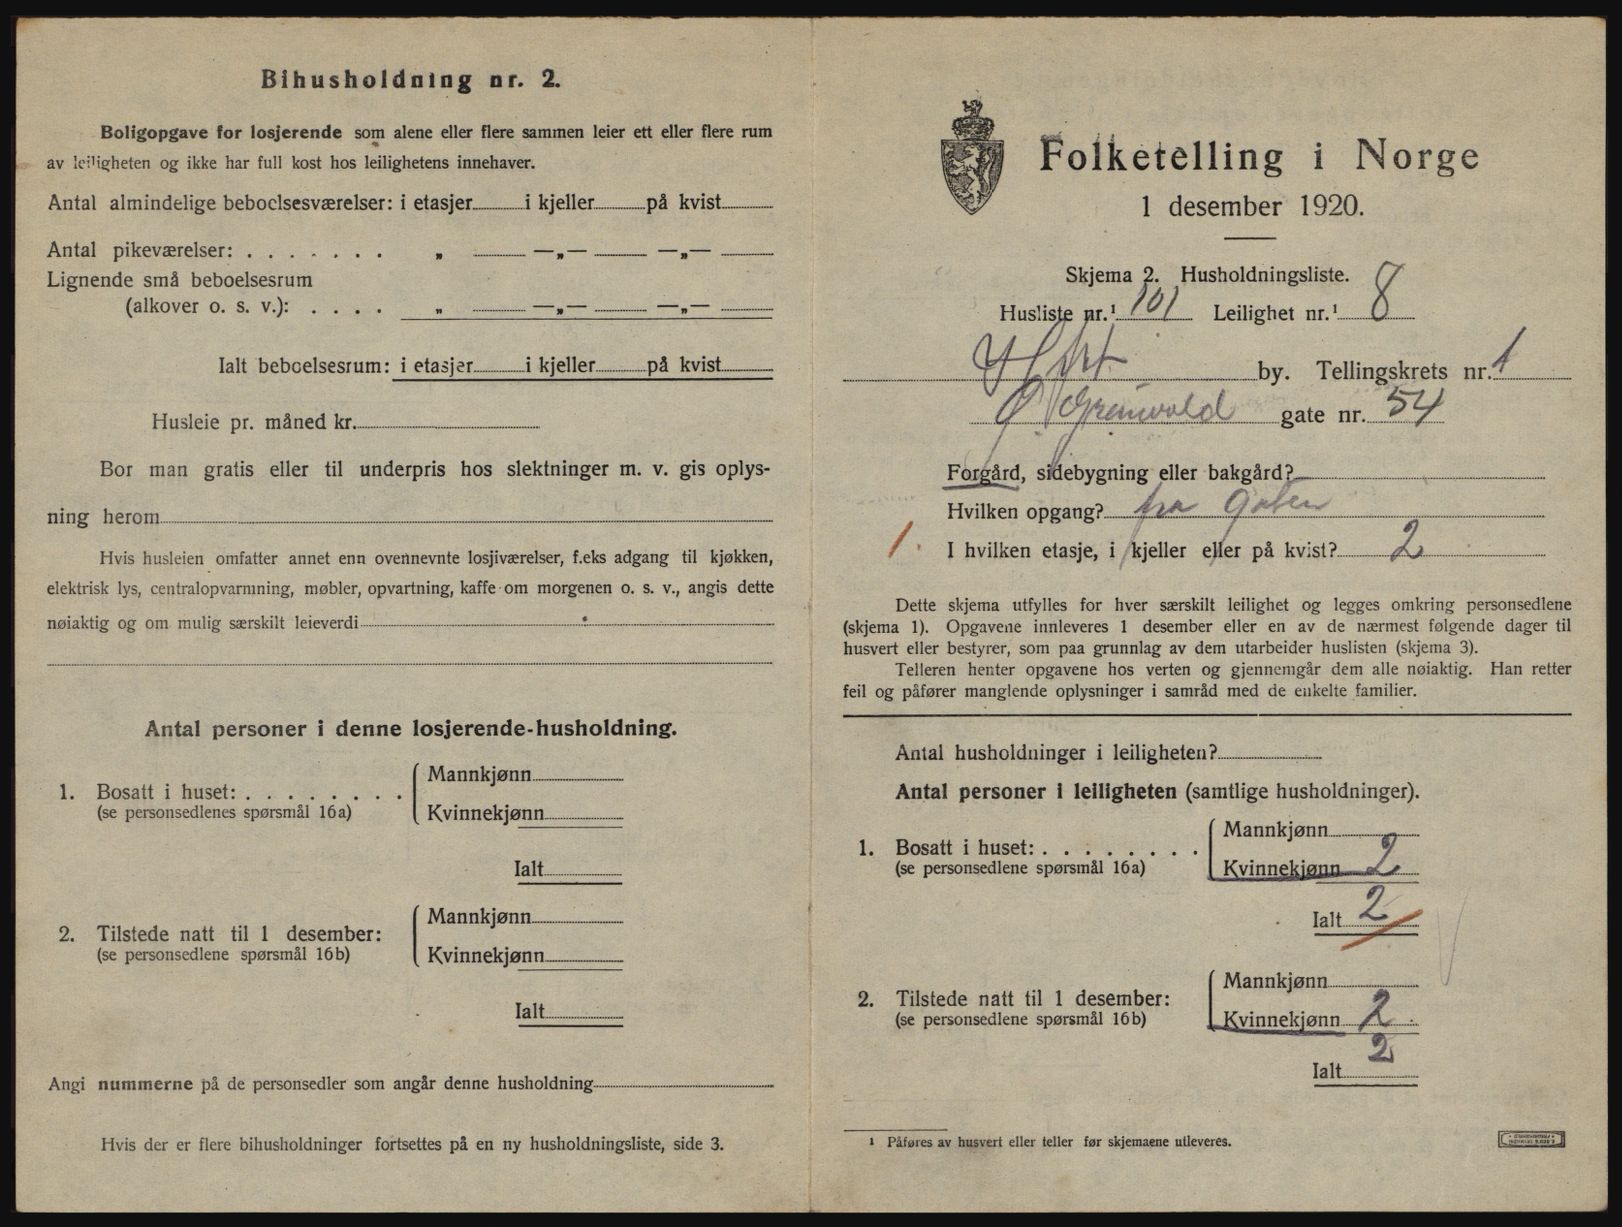 Bihusholdning nr. 2.
Boligopgave for losjerende som alene eller flere sammen leier ett eller flere rum
av leiligheten og ikke har full kost hos leilighetens innehaver.
Antal almindelige beboelsesværelser: i etasjer i kjeller på kvist
Antal pikeværelser: . . . . . . . „ —„— —„—
Lignende små beboelsesrum
(alkover o. s. v.): . . . . „ —„— —„—
Ialt beboelsesrum: i etasjer i kjeller på kvist
Husleie pr. måned kr.
Bor man gratis eller til underpris hos slektninger m. v. gis oplys-
ning herom
Hvis husleien omfatter annet enn ovennevnte losjiværelser, f.eks adgang til kjøkken,
elektrisk lys, centralopvarmning, møbler, opvartning, kaffe om morgenen o. s. v., angis dette
nøiaktig og om mulig særskilt leieverdi
Antal personer i denne losjerende-husholdning.
1. Bosatt i huset: . . . . . . . .
(se personsedlenes spørsmål 16a)
Mannkjønn
Kvinnekjønn
Ialt
2. Tilstede natt til 1 desember:
(se personsedlene spørsmål 16b)
Mannkjønn
Kvinnekjønn
Ialt
Angi nummerne på de personsedler som angår denne husholdning
Hvis der er flere bihusholdninger fortsettes på en ny husholdningsliste, side 3.
Folketelling i Norge
1 desember 1920.
Skjema 2. Husholdningsliste.
Husliste nr.¹ 101 Leilighet nr.¹ 8
by. Tellingskrets nr. 1
Grønvold gate nr. 54
Forgård, sidebygning eller bakgård?
Hvilken opgang? fra gaten
1. I hvilken etasje, i kjeller eller på kvist? 2
Dette skjema utfylles for hver særskilt leilighet og legges omkring personsedlene
(skjema 1). Opgavene innleveres 1 desember eller en av de nærmest følgende dager til
husvert eller bestyrer, som paa grunnlag av dem utarbeider huslisten (skjema 3).
Telleren henter opgavene hos verten og gjennemgår dem alle nøiaktig. Han retter
feil og påfører manglende oplysninger i samråd med de enkelte familier.
Antal husholdninger i leiligheten?
Antal personer i leiligheten (samtlige husholdninger).
1. Bosatt i huset: . . . . . . . .
(se personsedlene spørsmål 16a)
Mannkjønn
Kvinnekjønn 2
Ialt 2
2. Tilstede natt til 1 desember:
(se personsedlene spørsmål 16b)
Mannkjønn
Kvinnekjønn 2
Ialt 2
¹ Påføres av husvert eller teller før skjemaene utleveres.